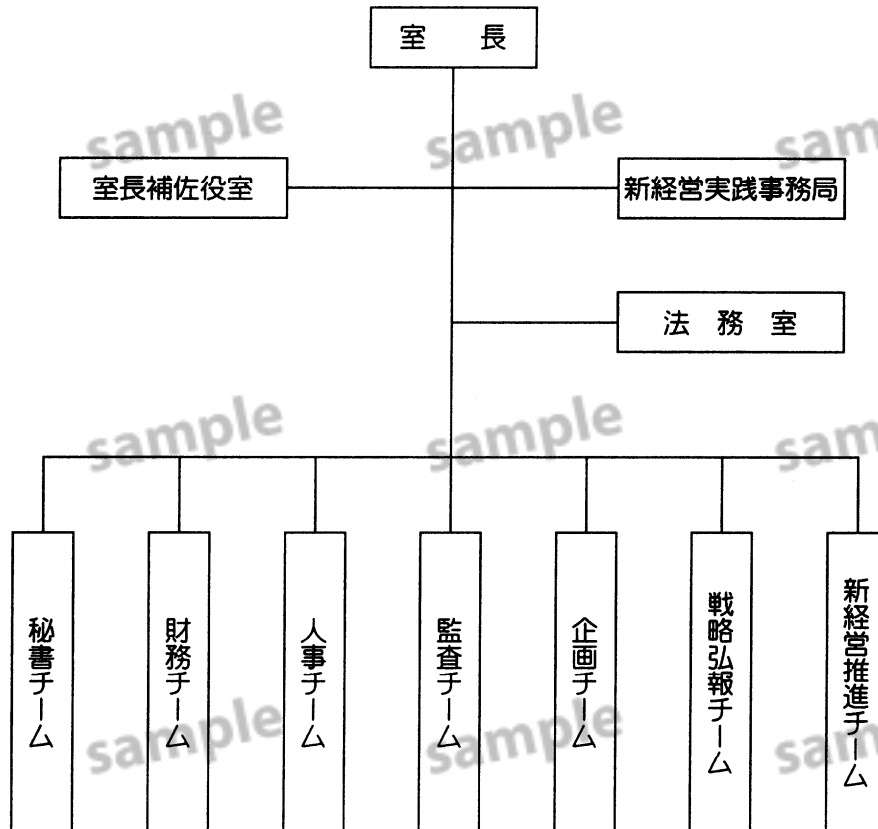 室長
sample sample sam
室長補佐役室
新経営実践事務局
法務室
sample sample sam
秘書チーム
財務チーム
人事チーム
監査チーム
企画チーム
戦略弘報チーム
新経営推進チーム
sample sample sam